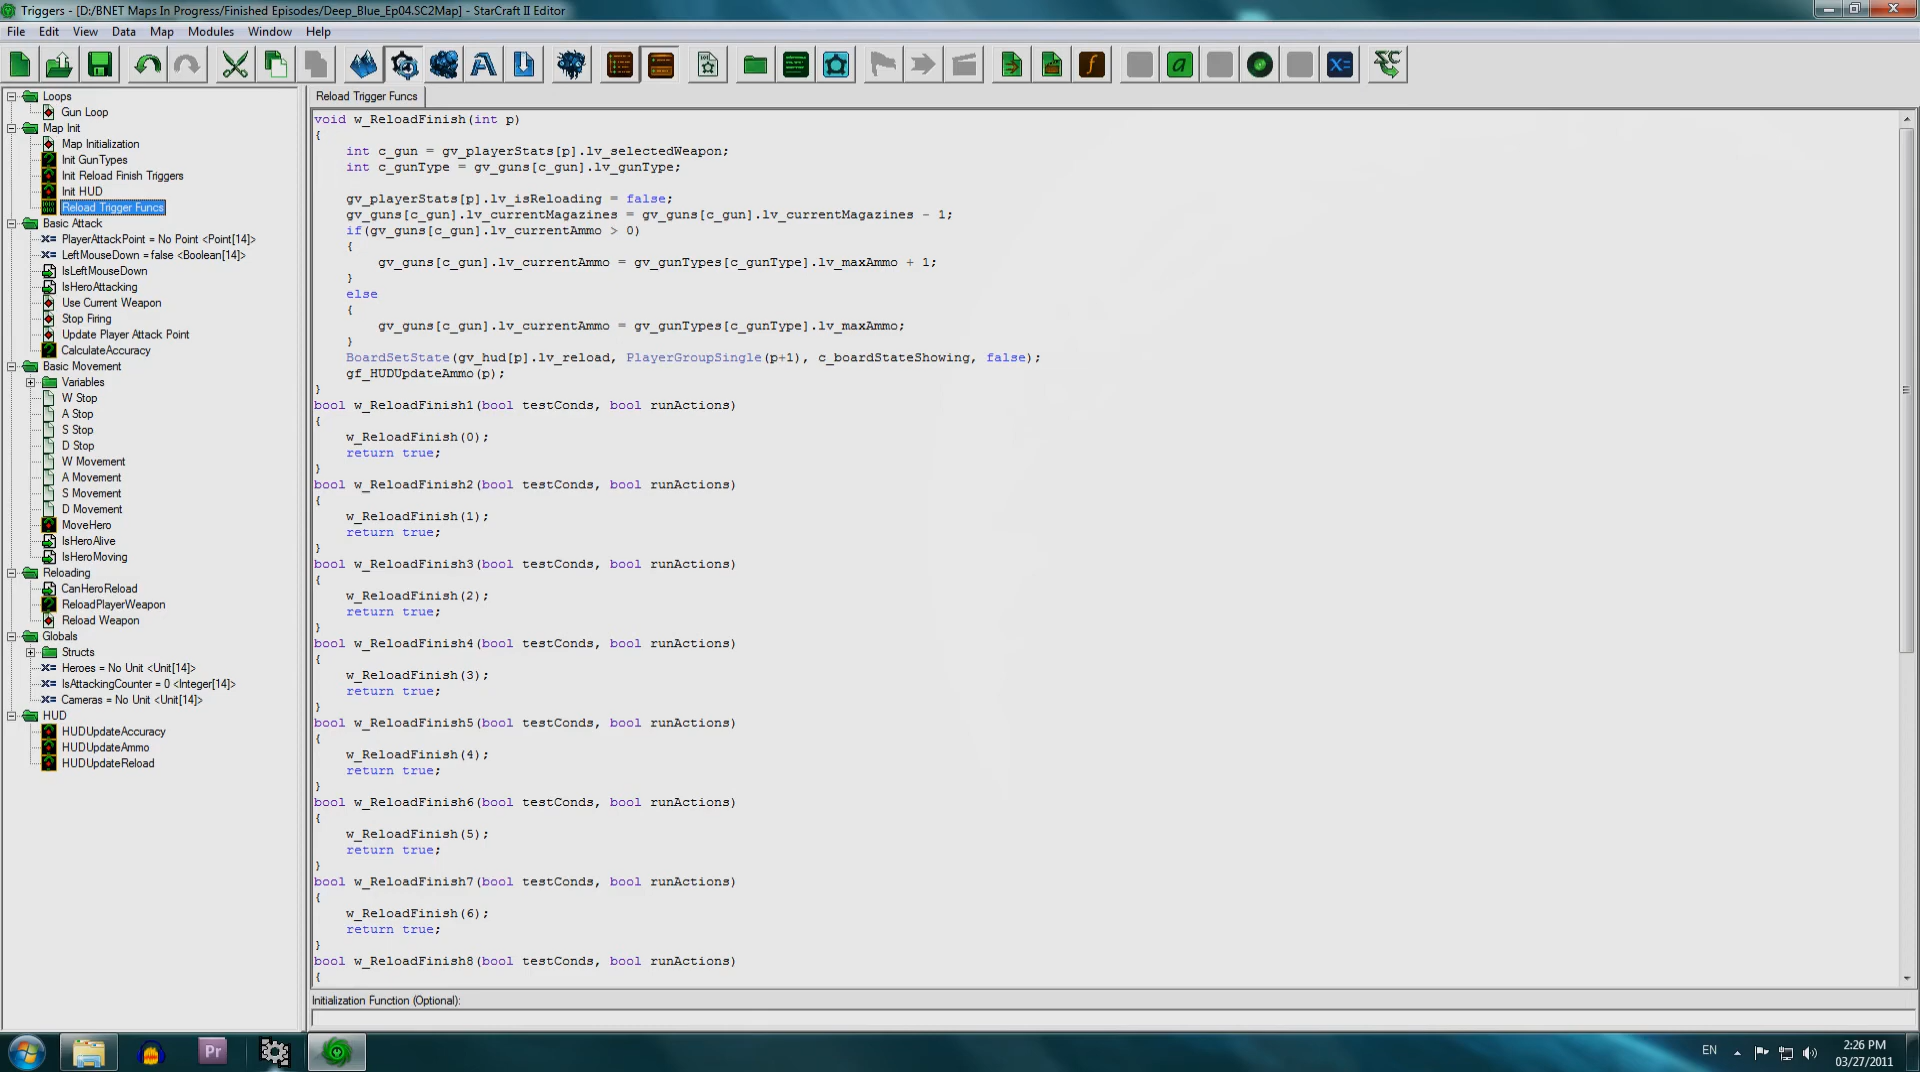 Triggers - [D:/BNET Maps In Progress/Finished Episodes/Deep_Blue_Ep04.SC2Map] - StarCraft II Editor
File Edit View Data Map Modules Window Help
Loops
Gun Loop
Map Init
Map Initialization
Init GunTypes
Init Reload Finish Triggers
Init HUD
Reload Trigger Funcs
Basic Attack
PlayerAttackPoint = No Point <Point[14]>
LeftMouseDown = false <Boolean[14]>
IsLeftMouseDown
IsHeroAttacking
Use Current Weapon
Stop Firing
Update Player Attack Point
CalculateAccuracy
Basic Movement
Variables
W Stop
A Stop
S Stop
D Stop
W Movement
A Movement
S Movement
D Movement
MoveHero
IsHeroAlive
IsHeroMoving
Reloading
CanHeroReload
ReloadPlayerWeapon
Reload Weapon
Globals
Structs
Heroes = No Unit <Unit[14]>
IsAttackingCounter = 0 <Integer[14]>
Cameras = No Unit <Unit[14]>
HUD
HUDUpdateAccuracy
HUDUpdateAmmo
HUDUpdateReload
Reload Trigger Funcs
void w_ReloadFinish(int p)
{
int c_gun = gv_playerStats[p].lv_selectedWeapon;
int c_gunType = gv_guns[c_gun].lv_gunType;
gv_playerStats[p].lv_isReloading = false;
gv_guns[c_gun].lv_currentMagazines = gv_guns[c_gun].lv_currentMagazines - 1;
if(gv_guns[c_gun].lv_currentAmmo > 0)
{
gv_guns[c_gun].lv_currentAmmo = gv_gunTypes[c_gunType].lv_maxAmmo + 1;
}
else
{
gv_guns[c_gun].lv_currentAmmo = gv_gunTypes[c_gunType].lv_maxAmmo;
}
BoardSetState(gv_hud[p].lv_reload, PlayerGroupSingle(p+1), c_boardStateShowing, false);
gf_HUDUpdateAmmo(p);
}
bool w_ReloadFinish1(bool testConds, bool runActions)
{
w_ReloadFinish(0);
return true;
}
bool w_ReloadFinish2(bool testConds, bool runActions)
{
w_ReloadFinish(1);
return true;
}
bool w_ReloadFinish3(bool testConds, bool runActions)
{
w_ReloadFinish(2);
return true;
}
bool w_ReloadFinish4(bool testConds, bool runActions)
{
w_ReloadFinish(3);
return true;
}
bool w_ReloadFinish5(bool testConds, bool runActions)
{
w_ReloadFinish(4);
return true;
}
bool w_ReloadFinish6(bool testConds, bool runActions)
{
w_ReloadFinish(5);
return true;
}
bool w_ReloadFinish7(bool testConds, bool runActions)
{
w_ReloadFinish(6);
return true;
}
bool w_ReloadFinish8(bool testConds, bool runActions)
{
Initialization Function (Optional):
Pr
EN
2:26 PM
03/27/2011